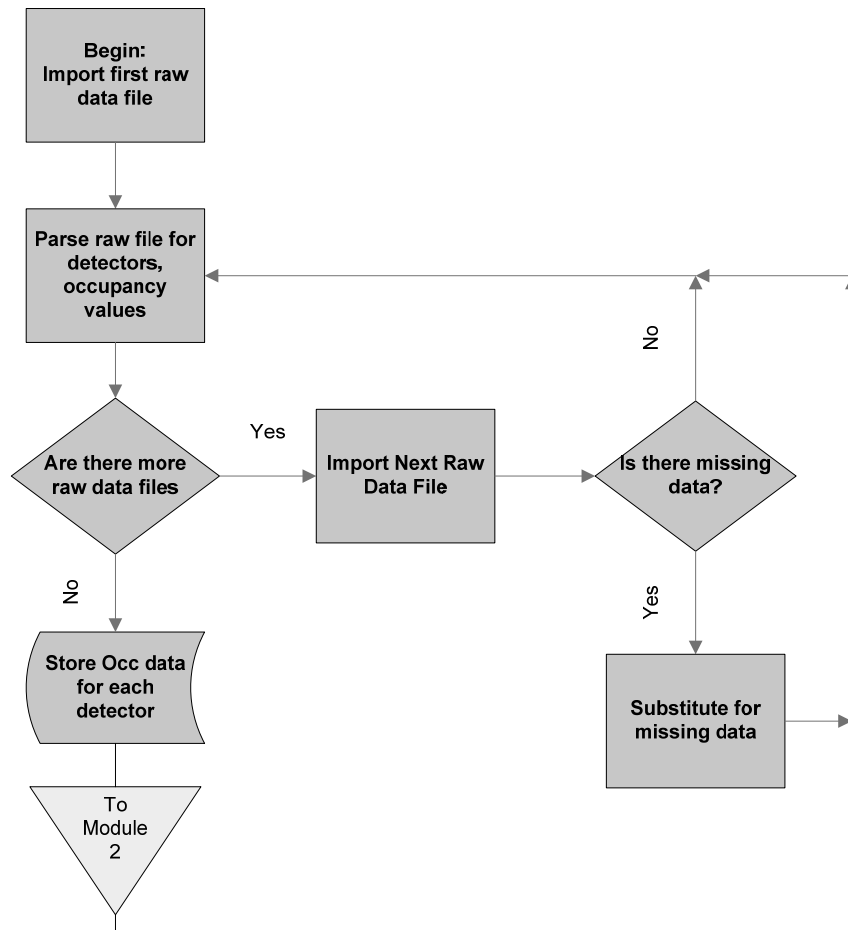 Begin:
Import first raw
data file
Parse raw file for
detectors,
occupancy
values
No
Are there more
raw data files
Yes
Import Next Raw
Data File
Is there missing
data?
No
Yes
Store Occ data
for each
detector
Substitute for
missing data
To
Module
2